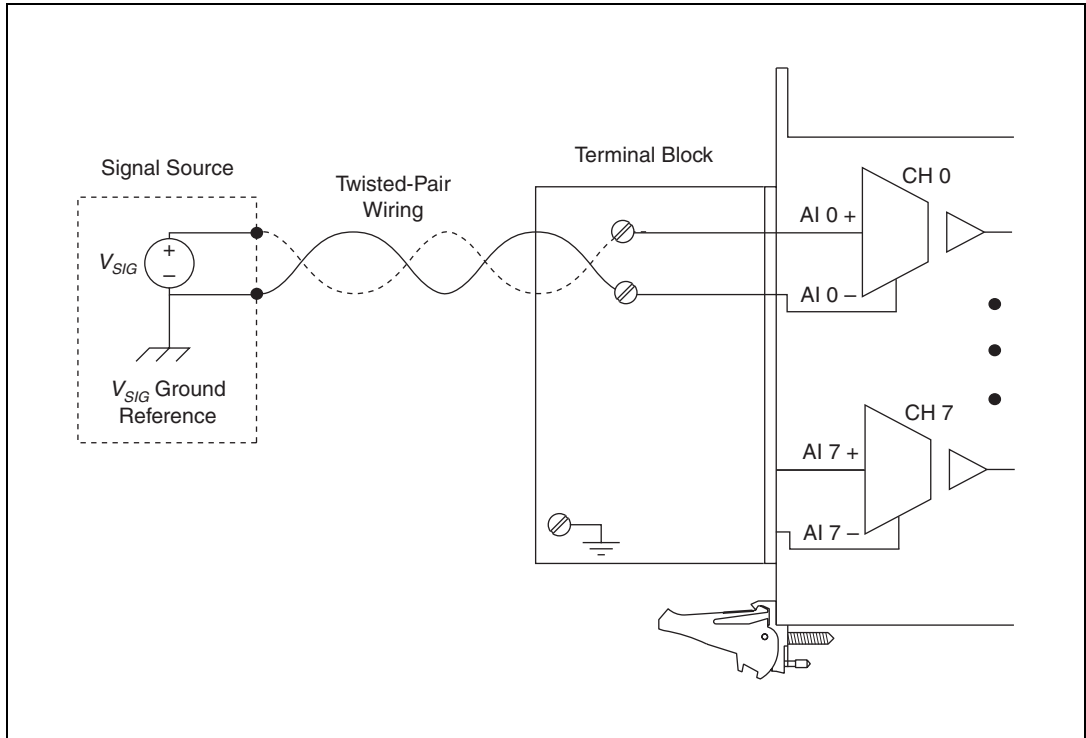 Signal Source
Twisted-Pair
Wiring
Terminal Block
CH 0
AI 0 +
AI 0 –
+
–
V_SIG
V_SIG Ground
Reference
CH 7
AI 7 +
AI 7 –